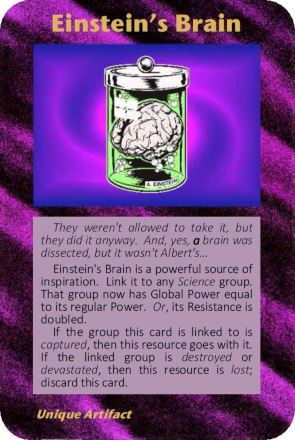 Einstein's Brain
A. EINSTEIN
They weren't allowed to take it, but
they did it anyway. And, yes, a brain was
dissected, but it wasn't Albert's...
Einstein's Brain is a powerful source of
inspiration. Link it to any Science group.
That group now has Global Power equal
to its regular Power. Or, its Resistance is
doubled.
If the group this card is linked to is
captured, then this resource goes with it.
If the linked group is destroyed or
devastated, then this resource is lost;
discard this card.
Unique Artifact